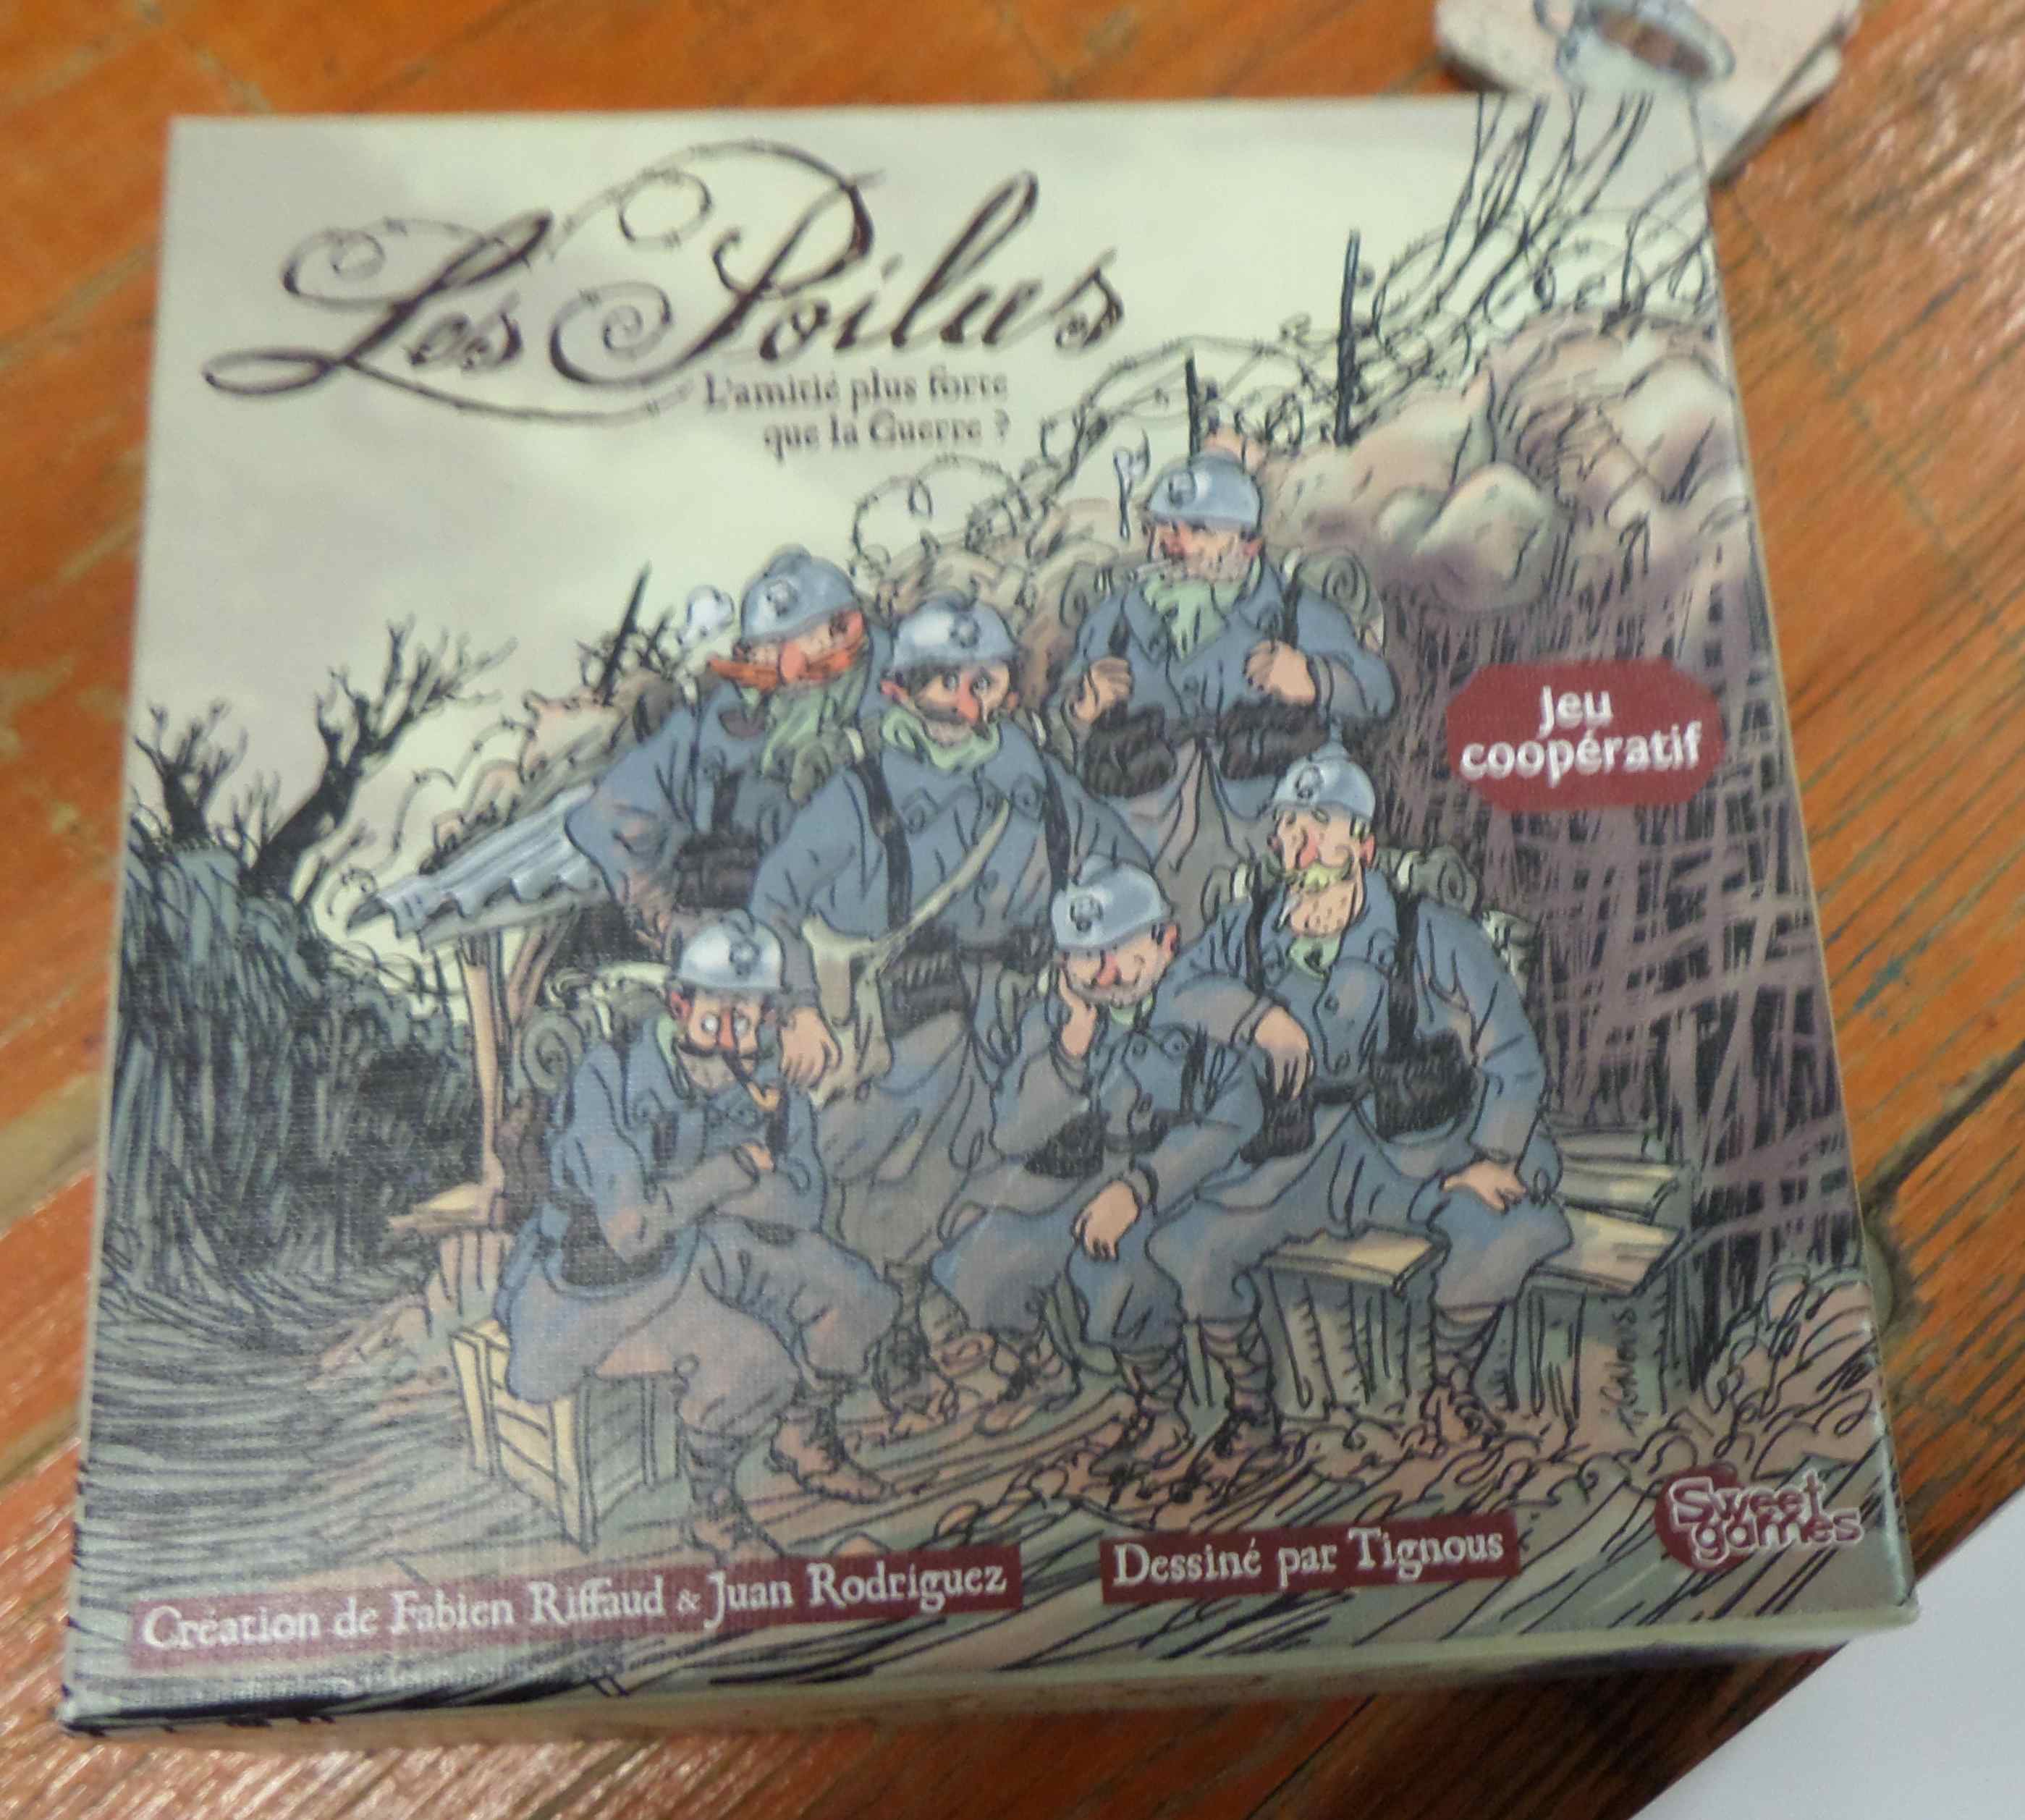 Les Poilus
L'amitié plus forte
que la Guerre ?
Jeu
coopératif
TIGNOUS
Sweet
games
Création de Fabien Riffaud & Juan Rodriguez
Dessiné par Tignous